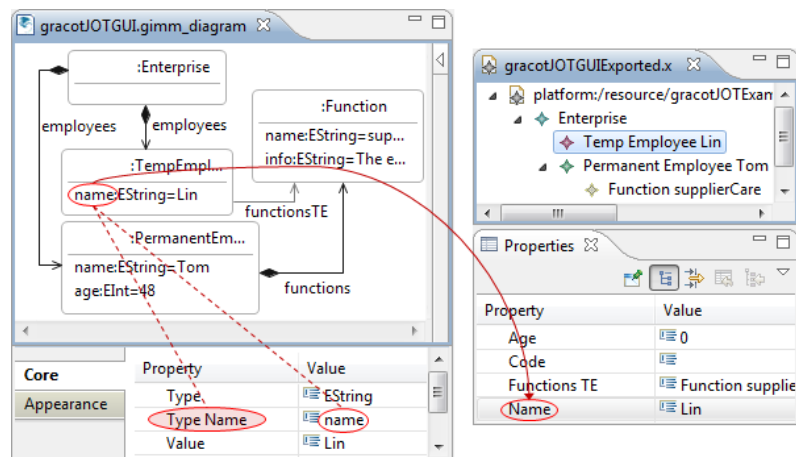 gracotJOTGUI.gimm_diagram
:Enterprise
employees
employees
:Function
name:EString=sup...
info:EString=The e...
:TempEmpl...
name:EString=Lin
functionsTE
:PermanentEm...
name:EString=Tom
age:EInt=48
functions
Core
Appearance
Property Value
Type EString
Type Name name
Value Lin
gracotJOTGUIExported.x
platform:/resource/gracotJOTExam
Enterprise
Temp Employee Lin
Permanent Employee Tom
Function supplierCare
Properties
Property Value
Age 0
Code
Functions TE Function supplie
Name Lin